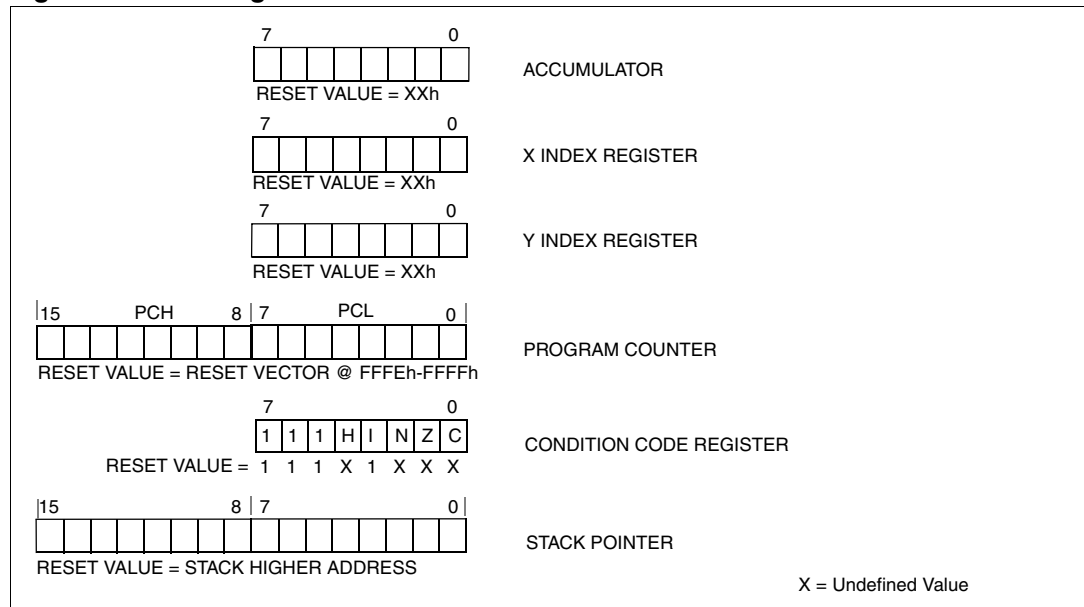 7 0
ACCUMULATOR
RESET VALUE = XXh
7 0
X INDEX REGISTER
RESET VALUE = XXh
7 0
Y INDEX REGISTER
RESET VALUE = XXh
15 PCH 8 7 PCL 0
PROGRAM COUNTER
RESET VALUE = RESET VECTOR @ FFFEh-FFFFh
7 0
1 1 1 H I N Z C
CONDITION CODE REGISTER
RESET VALUE = 1 1 1 X 1 X X X
15 8 7 0
STACK POINTER
RESET VALUE = STACK HIGHER ADDRESS
X = Undefined Value